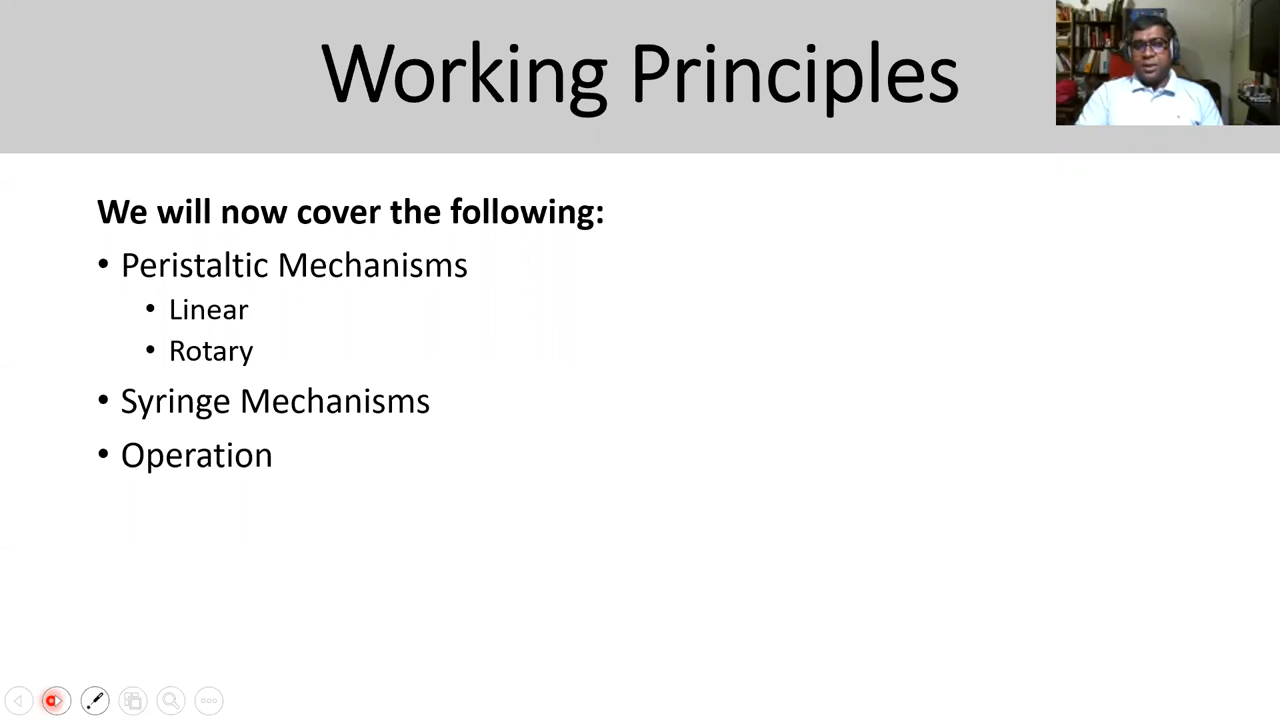 Working Principles
We will now cover the following:
• Peristaltic Mechanisms
• Linear
• Rotary
• Syringe Mechanisms
• Operation